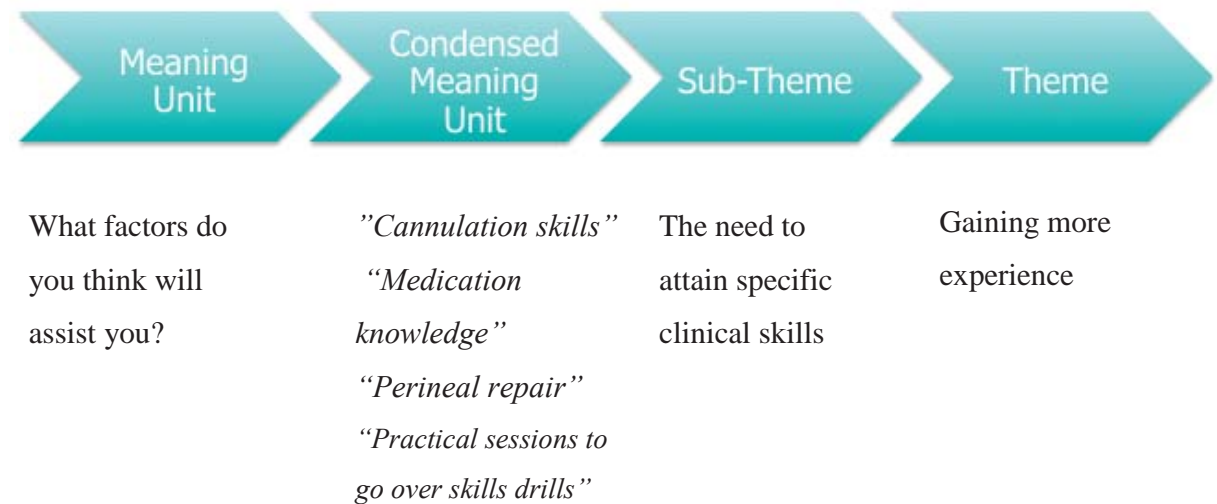 Meaning
Unit
Condensed
Meaning
Unit
Sub-Theme
Theme
What factors do
you think will
assist you?
”Cannulation skills”
“Medication
knowledge”
“Perineal repair”
“Practical sessions to
go over skills drills”
The need to
attain specific
clinical skills
Gaining more
experience